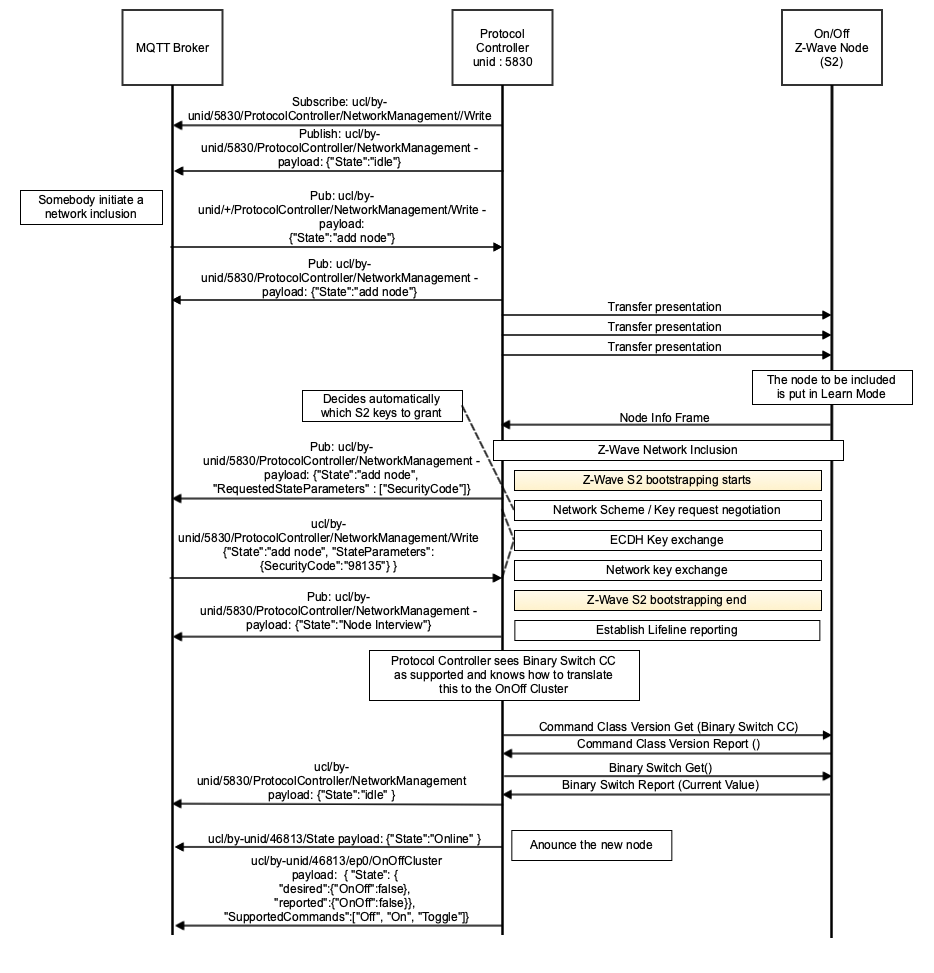 MQTT Broker
Protocol
Controller
unid : 5830
On/Off
Z-Wave Node
(S2)
Subscribe: ucl/by-
unid/5830/ProtocolController/NetworkManagement//Write
Publish: ucl/by-
unid/5830/ProtocolController/NetworkManagement -
payload: {"State":"idle"}
Somebody initiate a
network inclusion
Pub: ucl/by-
unid/+/ProtocolController/NetworkManagement/Write -
payload:
{"State":"add node"}
Pub: ucl/by-
unid/5830/ProtocolController/NetworkManagement -
payload: {"State":"add node"}
Transfer presentation
Transfer presentation
Transfer presentation
The node to be included
is put in Learn Mode
Decides automatically
which S2 keys to grant
Node Info Frame
Z-Wave Network Inclusion
Pub: ucl/by-
unid/5830/ProtocolController/NetworkManagement -
payload: {"State":"add node",
"RequestedStateParameters" : ["SecurityCode"]}
Z-Wave S2 bootstrapping starts
Network Scheme / Key request negotiation
ucl/by-
unid/5830/ProtocolController/NetworkManagement/Write
{"State":"add node", "StateParameters":
{SecurityCode":"98135"} }
ECDH Key exchange
Network key exchange
Z-Wave S2 bootstrapping end
Pub: ucl/by-
unid/5830/ProtocolController/NetworkManagement -
payload: {"State":"Node Interview"}
Establish Lifeline reporting
Protocol Controller sees Binary Switch CC
as supported and knows how to translate
this to the OnOff Cluster
Command Class Version Get (Binary Switch CC)
Command Class Version Report ()
Binary Switch Get()
Binary Switch Report (Current Value)
ucl/by-
unid/5830/ProtocolController/NetworkManagement
payload: {"State":"idle" }
ucl/by-unid/46813/State payload: {"State":"Online" }
Anounce the new node
ucl/by-unid/46813/ep0/OnOffCluster
payload: { "State": {
"desired":{"OnOff":false},
"reported":{"OnOff":false}},
"SupportedCommands":["Off", "On", "Toggle"]}